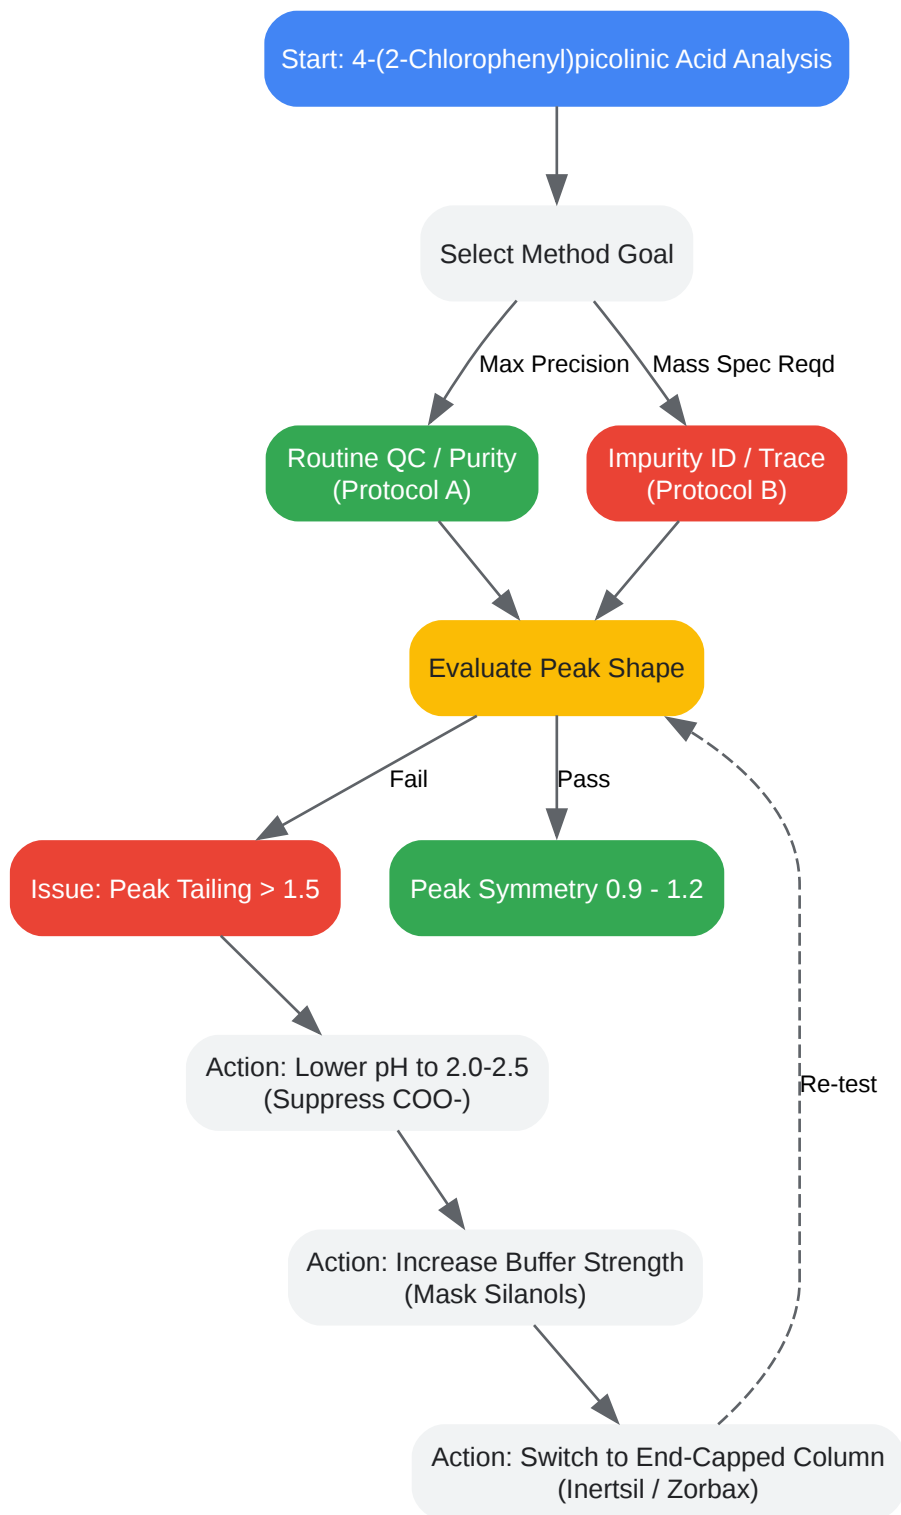 Start: 4-(2-Chlorophenyl)picolinic Acid Analysis
Select Method Goal
Max Precision
Mass Spec Reqd
Routine QC / Purity
(Protocol A)
Impurity ID / Trace
(Protocol B)
Evaluate Peak Shape
Fail
Pass
Issue: Peak Tailing > 1.5
Peak Symmetry 0.9 - 1.2
Action: Lower pH to 2.0-2.5
(Suppress COO-)
Re-test
Action: Increase Buffer Strength
(Mask Silanols)
Action: Switch to End-Capped Column
(Inertsil / Zorbax)